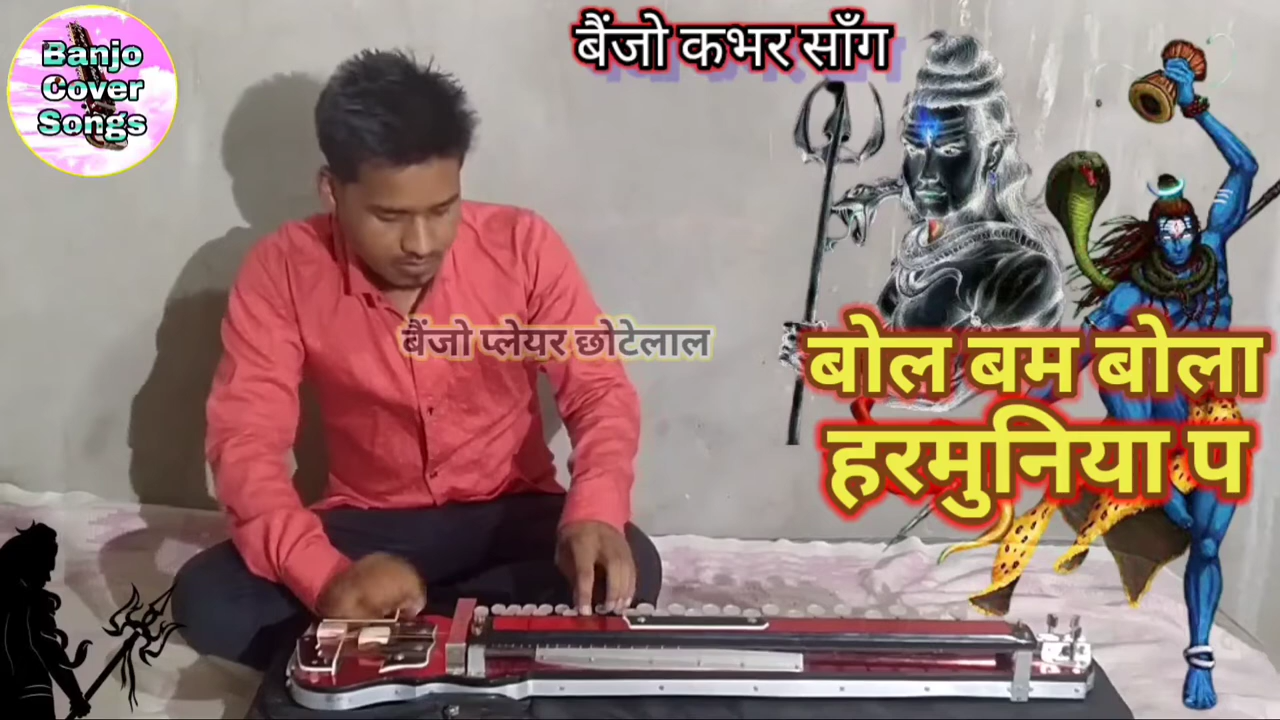 Banjo
Cover
Songs
बैंजो कभर साँग
बैंजो प्लेयर छोटेलाल
बोल बम बोला
हरमुनिया प